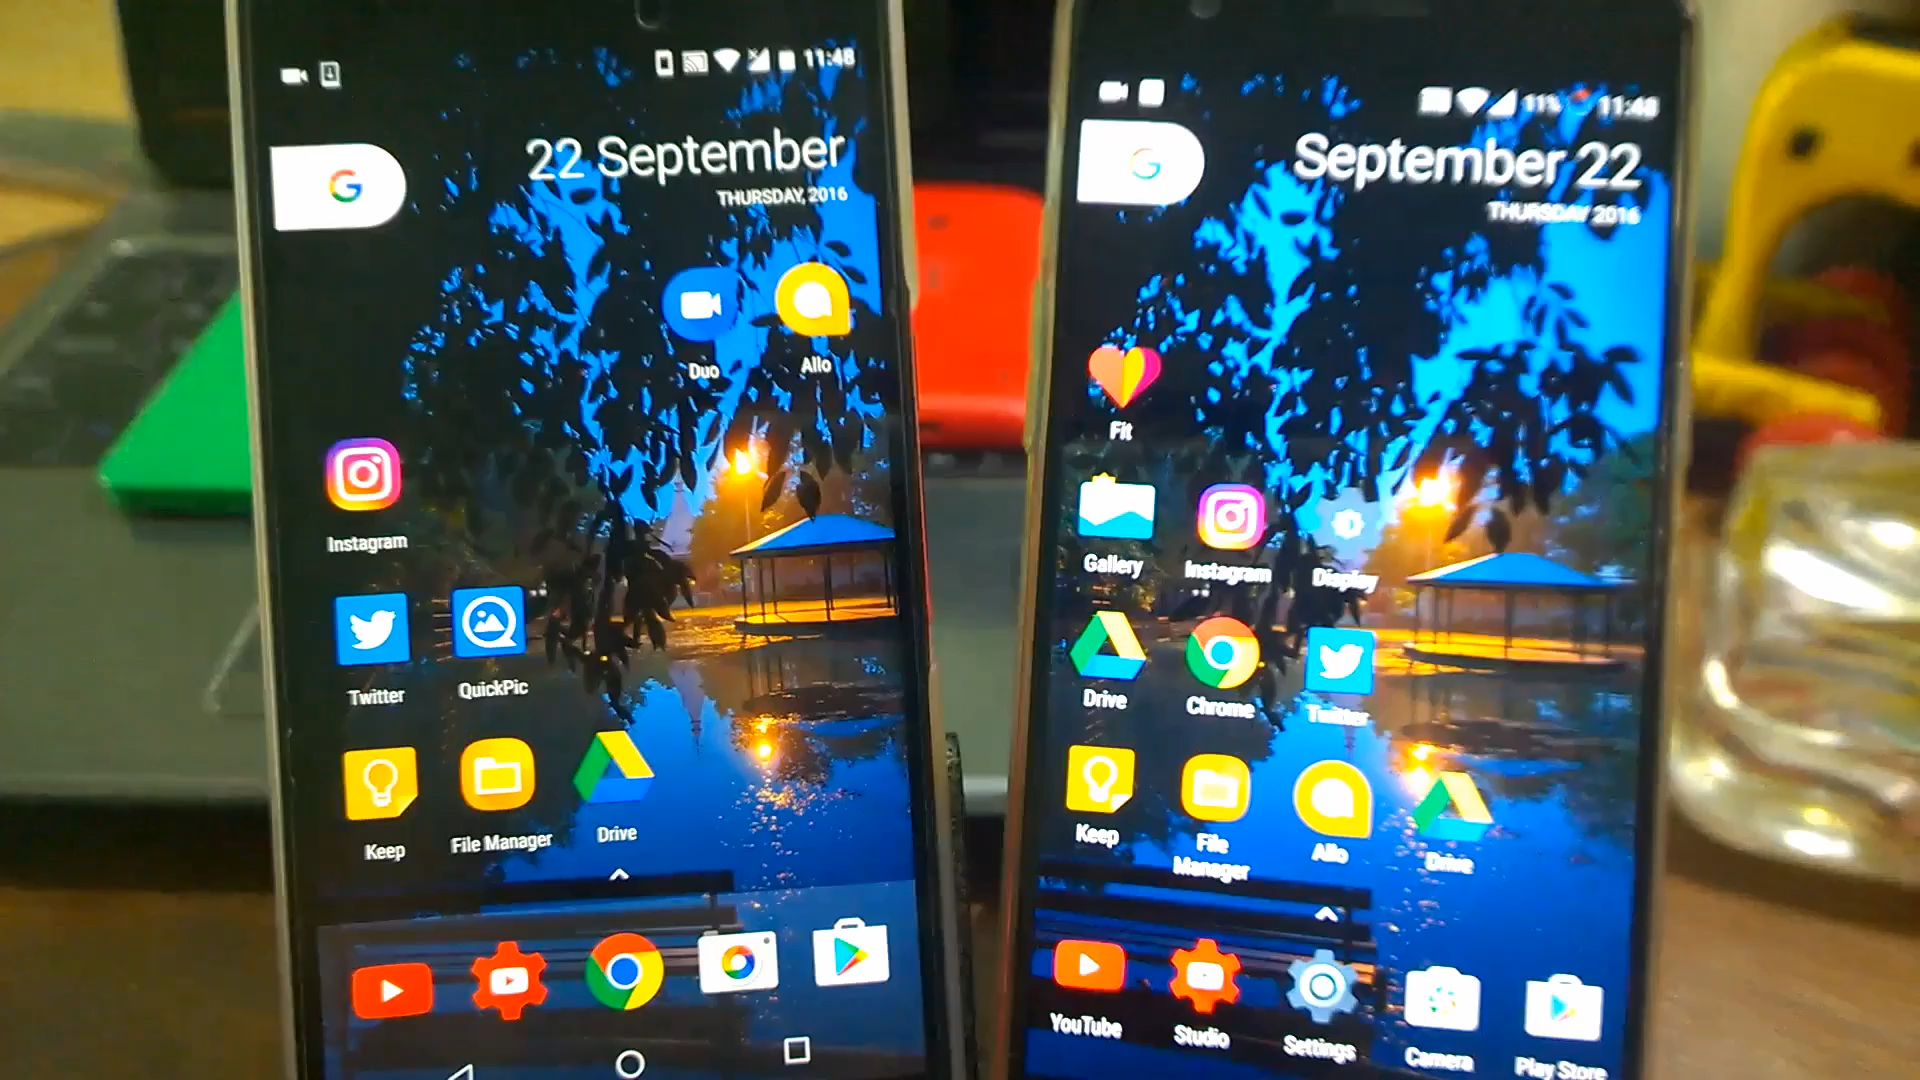 11:48
22 September
THURSDAY, 2016
Duo
Allo
Instagram
Twitter
QuickPic
Keep
File Manager
Drive
11% 11:48
September 22
THURSDAY 2016
Fit
Gallery
Instagram
Display
Drive
Chrome
Twitter
Keep
File
Manager
Allo
Drive
YouTube
Studio
Settings
Camera
Play Store